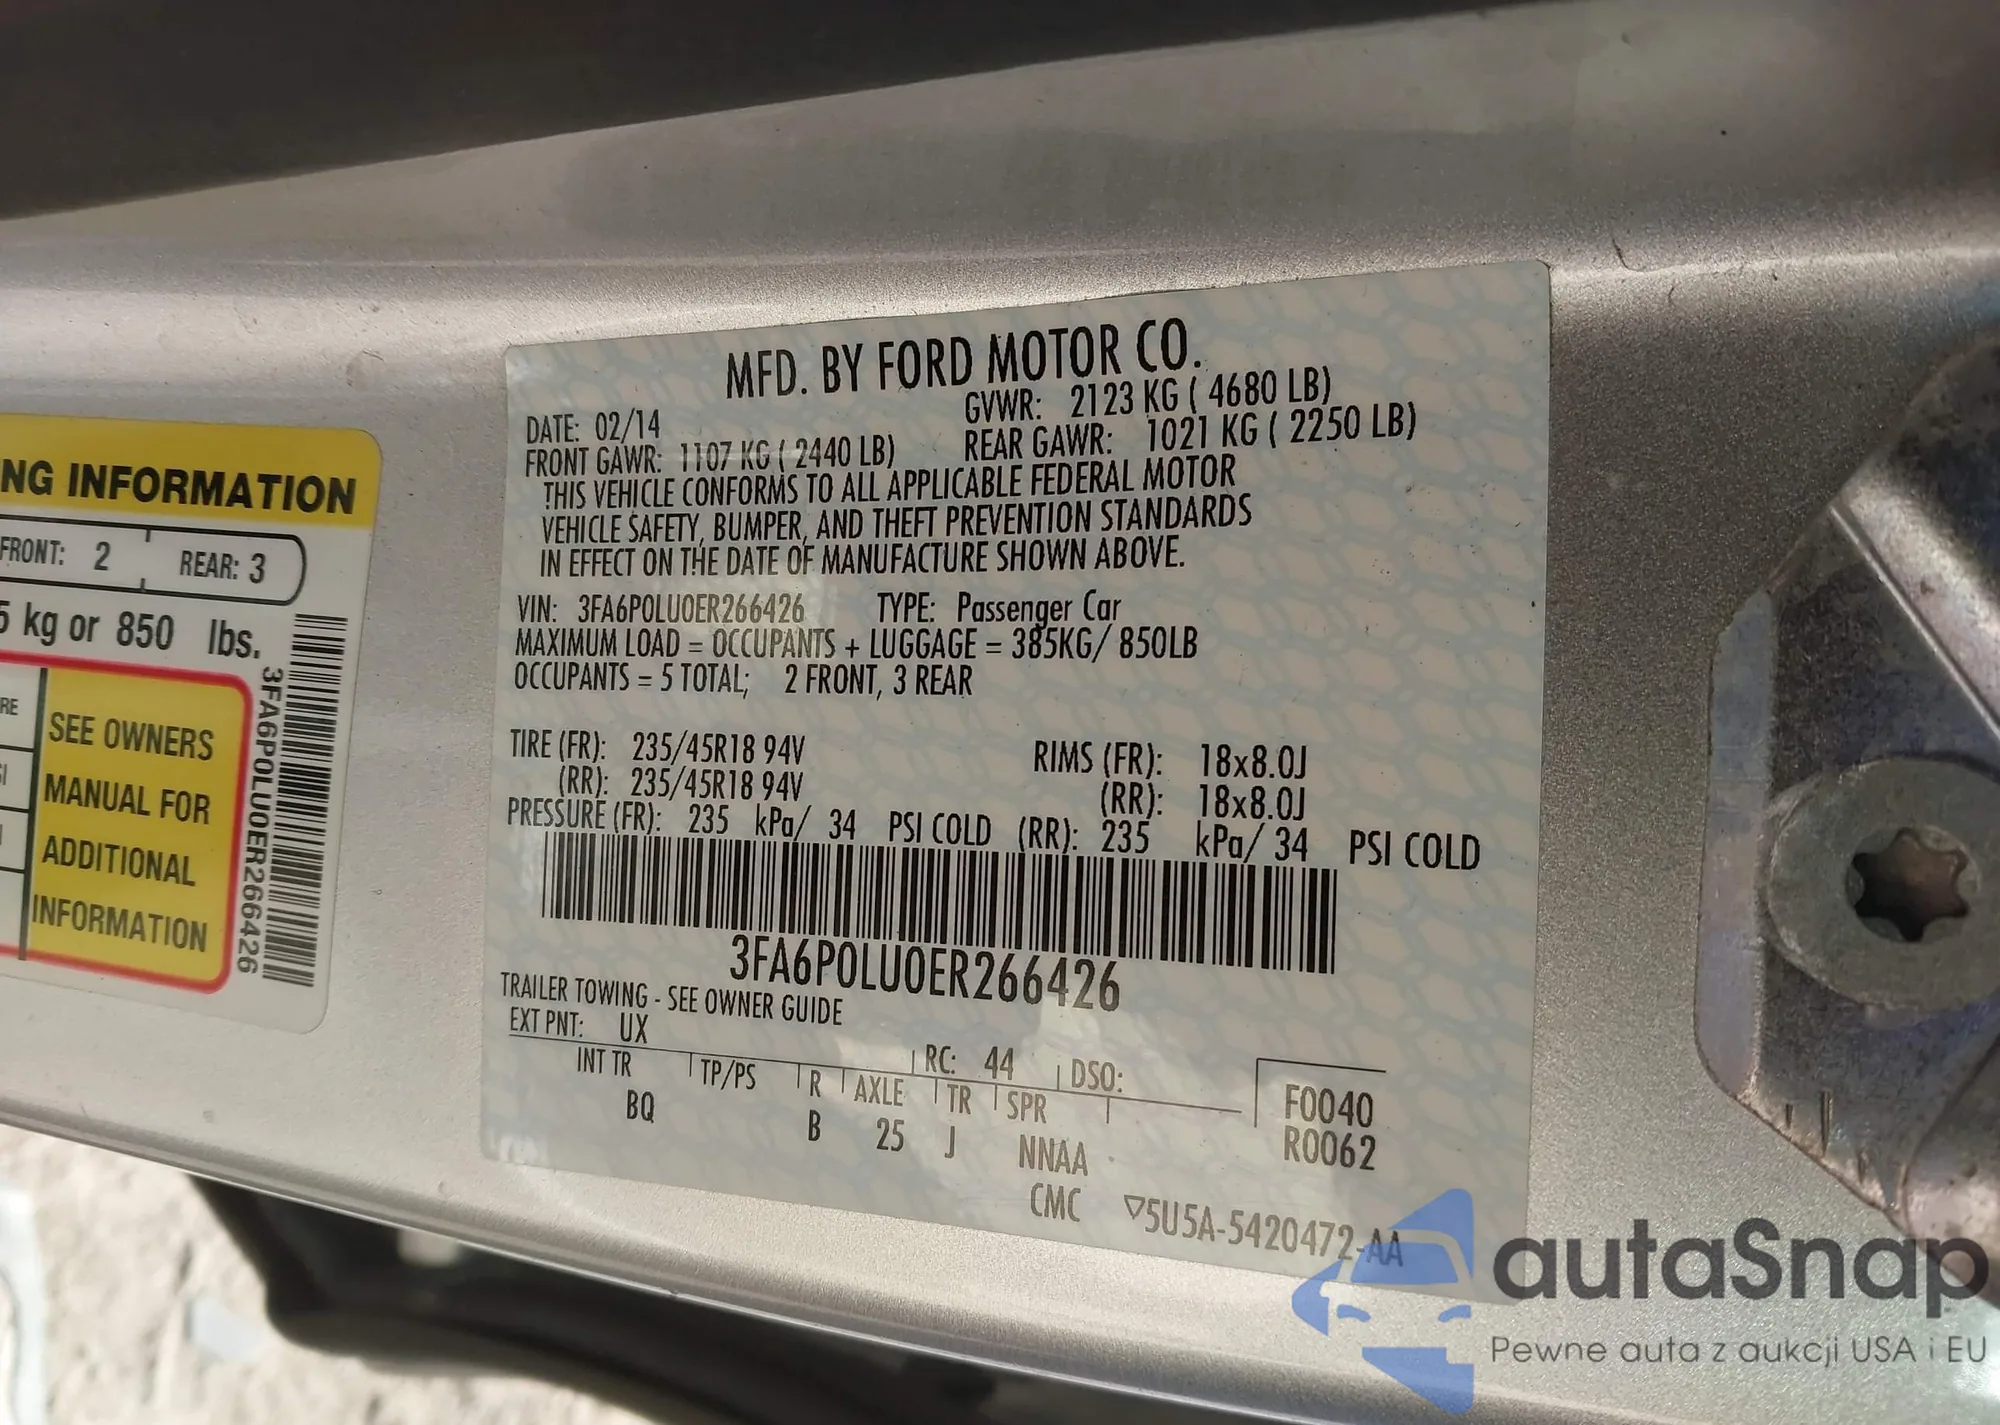 NG INFORMATION
FRONT: 2 REAR: 3
5 kg or 850 lbs.
RE
SEE OWNERS
MANUAL FOR
ADDITIONAL
INFORMATION
3FA6P0LU0ER266426
MFD. BY FORD MOTOR CO.
DATE: 02/14 GVWR: 2123 KG ( 4680 LB)
FRONT GAWR: 1107 KG ( 2440 LB) REAR GAWR: 1021 KG ( 2250 LB)
THIS VEHICLE CONFORMS TO ALL APPLICABLE FEDERAL MOTOR
VEHICLE SAFETY, BUMPER, AND THEFT PREVENTION STANDARDS
IN EFFECT ON THE DATE OF MANUFACTURE SHOWN ABOVE.
VIN: 3FA6P0LU0ER266426 TYPE: Passenger Car
MAXIMUM LOAD = OCCUPANTS + LUGGAGE = 385KG/ 850LB
OCCUPANTS = 5 TOTAL; 2 FRONT, 3 REAR
TIRE (FR): 235/45R18 94V RIMS (FR): 18x8.0J
(RR): 235/45R18 94V (RR): 18x8.0J
PRESSURE (FR): 235 kPa/ 34 PSI COLD (RR): 235 kPa/ 34 PSI COLD
3FA6P0LU0ER266426
TRAILER TOWING - SEE OWNER GUIDE
EXT PNT: UX RC: 44 DSO:
INT TR TP/PS R AXLE TR SPR F0040
BQ B 25 J NNAA R0062
CMC ▽5U5A-5420472-AA
autaSnap
Pewne auta z aukcji USA i EU